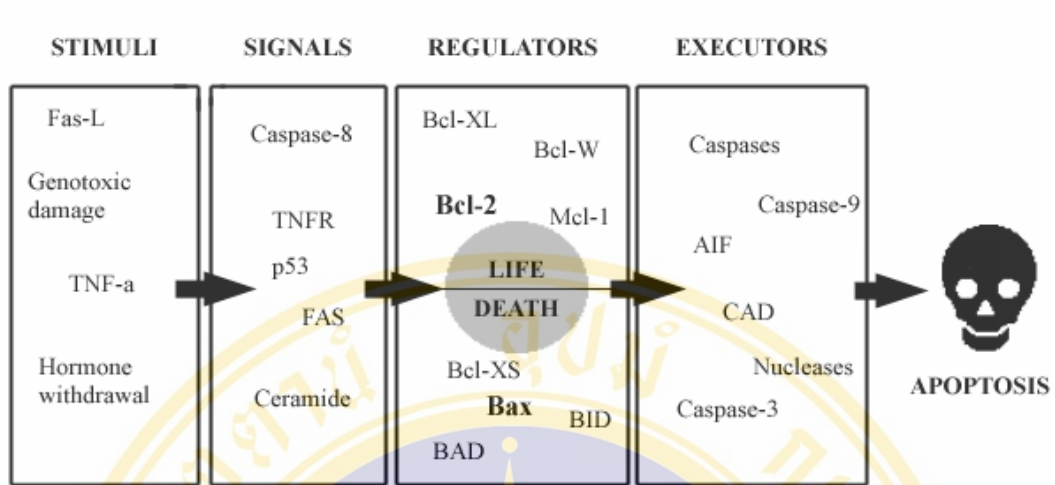 STIMULI
SIGNALS
REGULATORS
EXECUTORS
Fas-L
Genotoxic
damage
TNF-a
Hormone
withdrawal
Caspase-8
TNFR
p53
FAS
Ceramide
Bcl-XL
Bcl-W
Bcl-2
Mcl-1
LIFE
DEATH
Bcl-XS
Bax
BID
BAD
Caspases
Caspase-9
AIF
CAD
Nucleases
Caspase-3
APOPTOSIS